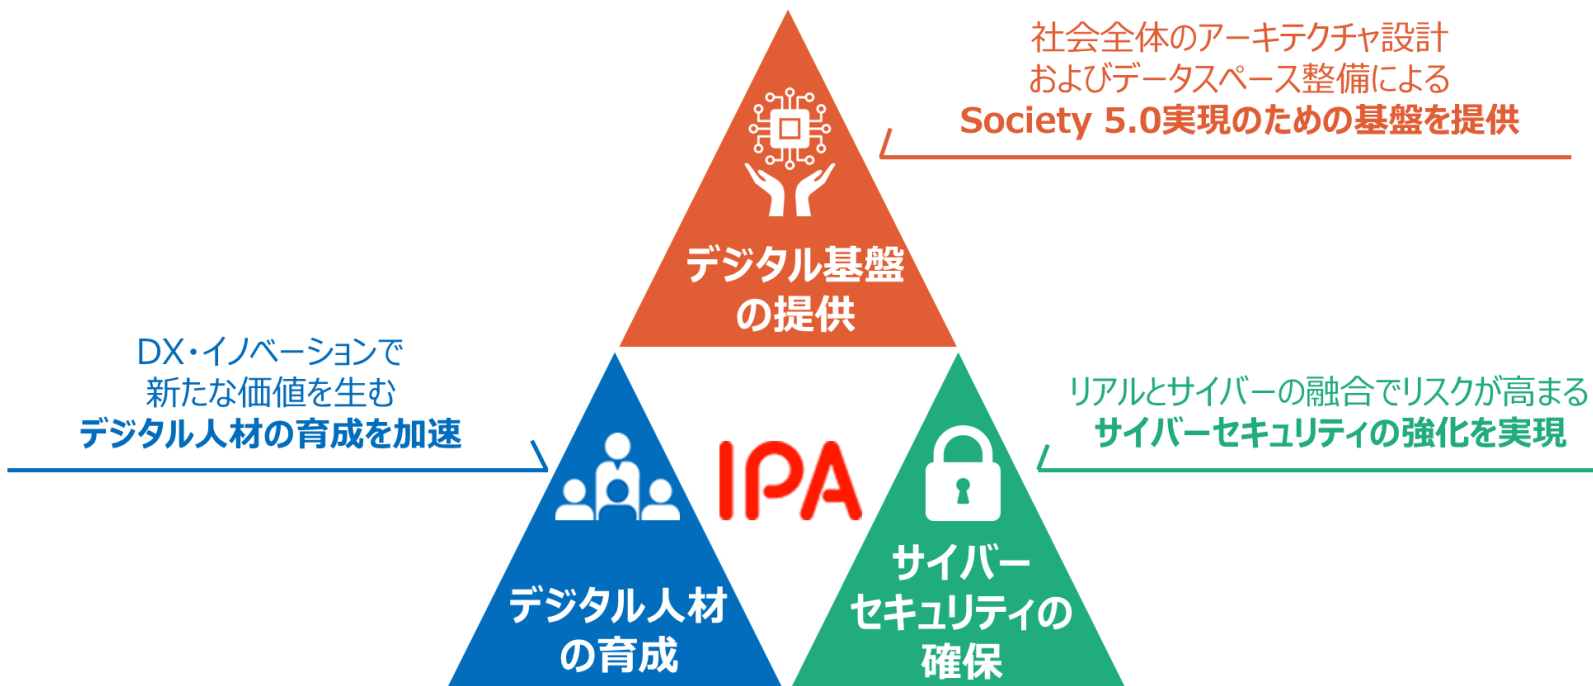 社会全体のアーキテクチャ設計
およびデータスペース整備による
Society 5.0実現のための基盤を提供
デジタル基盤
の提供
DX・イノベーションで
新たな価値を生む
デジタル人材の育成を加速
リアルとサイバーの融合でリスクが高まる
サイバーセキュリティの強化を実現
IPA
デジタル人材
の育成
サイバー
セキュリティの
確保